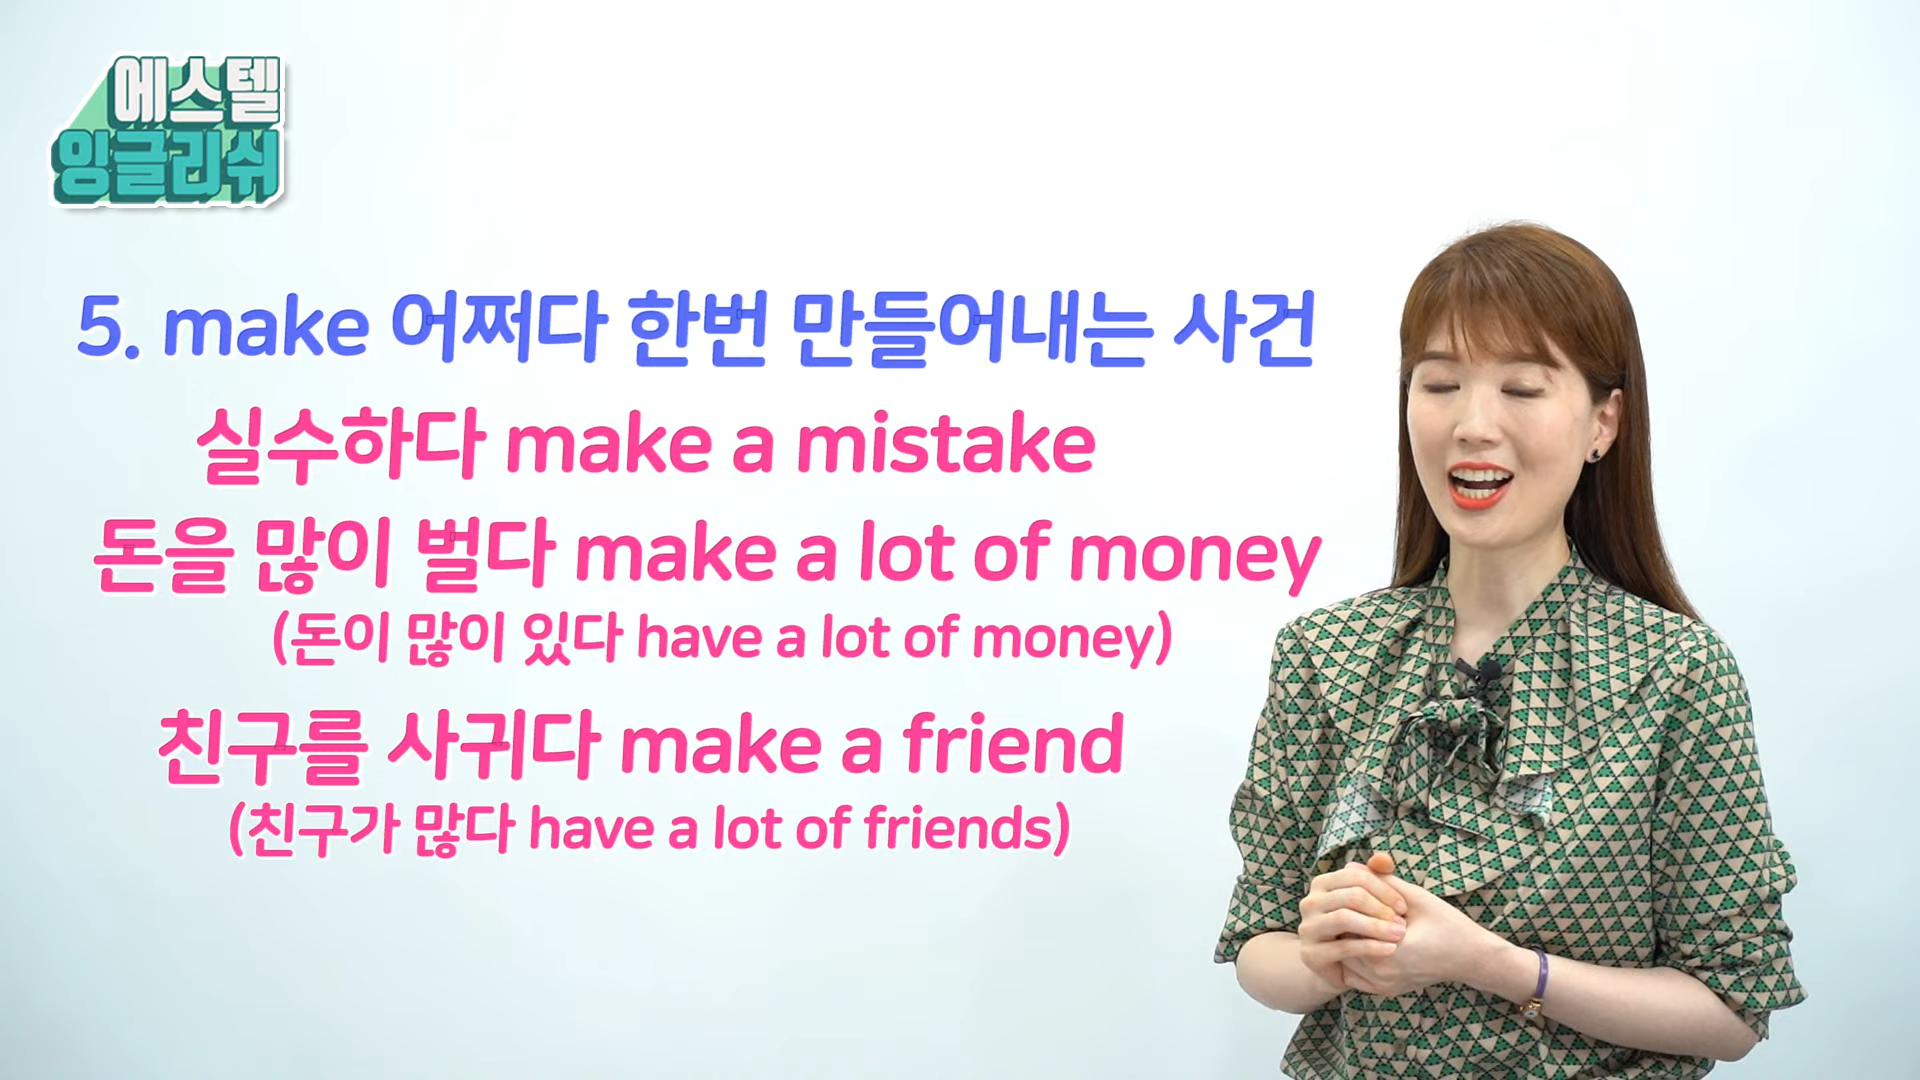 에스텔
잉글리쉬
5. make 어쩌다 한번 만들어내는 사건
실수하다 make a mistake
돈을 많이 벌다 make a lot of money
(돈이 많이 있다 have a lot of money)
친구를 사귀다 make a friend
(친구가 많다 have a lot of friends)